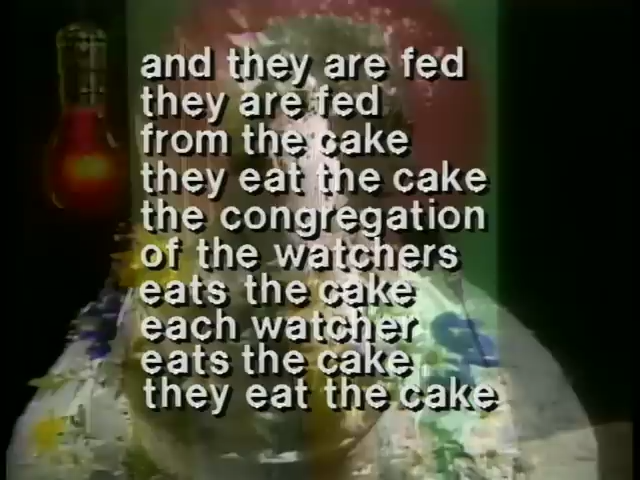 and they are fed
they are fed
from the cake
they eat the cake
the congregation
of the watchers
eats the cake
each watcher
eats the cake
they eat the cake